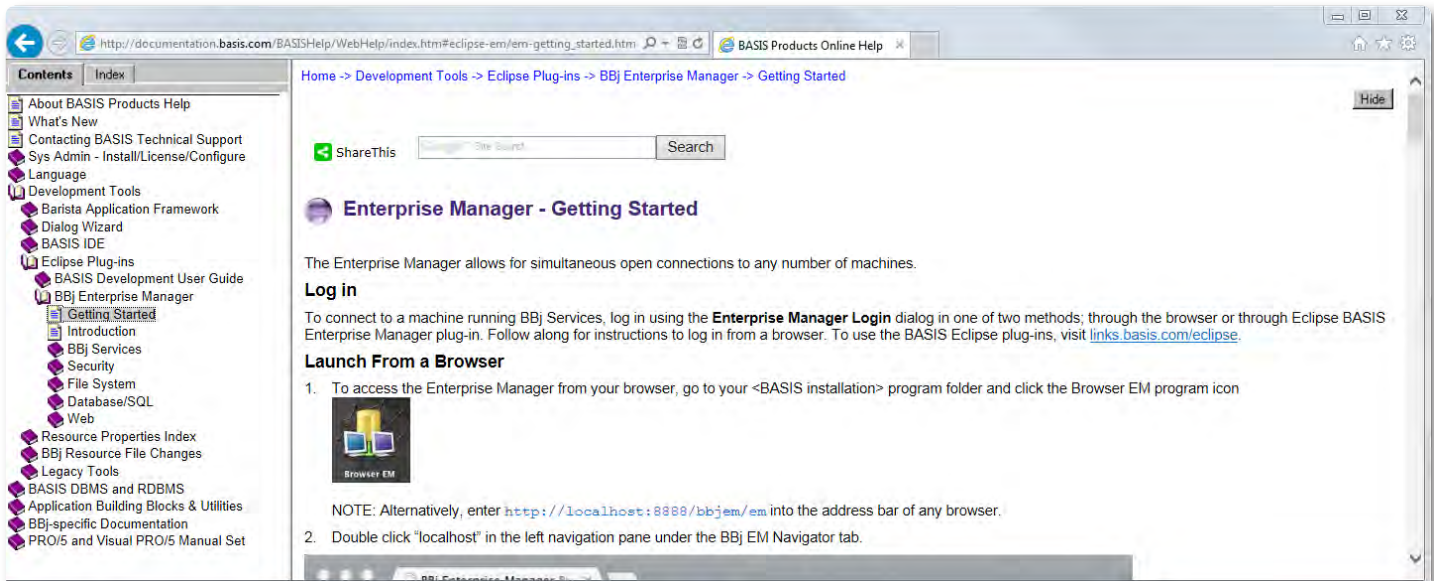 http://documentation.basis.com/BASISHelp/WebHelp/index.htm#eclipse-em/em-getting_started.htm
BASIS Products Online Help
Contents
Index
About BASIS Products Help
What's New
Contacting BASIS Technical Support
Sys Admin - Install/License/Configure
Language
Development Tools
Barista Application Framework
Dialog Wizard
BASIS IDE
Eclipse Plug-ins
BASIS Development User Guide
BBj Enterprise Manager
Getting Started
Introduction
BBj Services
Security
File System
Database/SQL
Web
Resource Properties Index
BBj Resource File Changes
Legacy Tools
BASIS DBMS and RDBMS
Application Building Blocks & Utilities
BBj-specific Documentation
PRO/5 and Visual PRO/5 Manual Set
Home -> Development Tools -> Eclipse Plug-ins -> BBj Enterprise Manager -> Getting Started
Hide
ShareThis
Site Search
Search
Enterprise Manager - Getting Started
The Enterprise Manager allows for simultaneous open connections to any number of machines.
Log in
To connect to a machine running BBj Services, log in using the Enterprise Manager Login dialog in one of two methods; through the browser or through Eclipse BASIS
Enterprise Manager plug-in. Follow along for instructions to log in from a browser. To use the BASIS Eclipse plug-ins, visit links.basis.com/eclipse.
Launch From a Browser
1. To access the Enterprise Manager from your browser, go to your <BASIS installation> program folder and click the Browser EM program icon
Browser EM
NOTE: Alternatively, enter http://localhost:8888/bbjem/em into the address bar of any browser.
2. Double click “localhost” in the left navigation pane under the BBj EM Navigator tab.